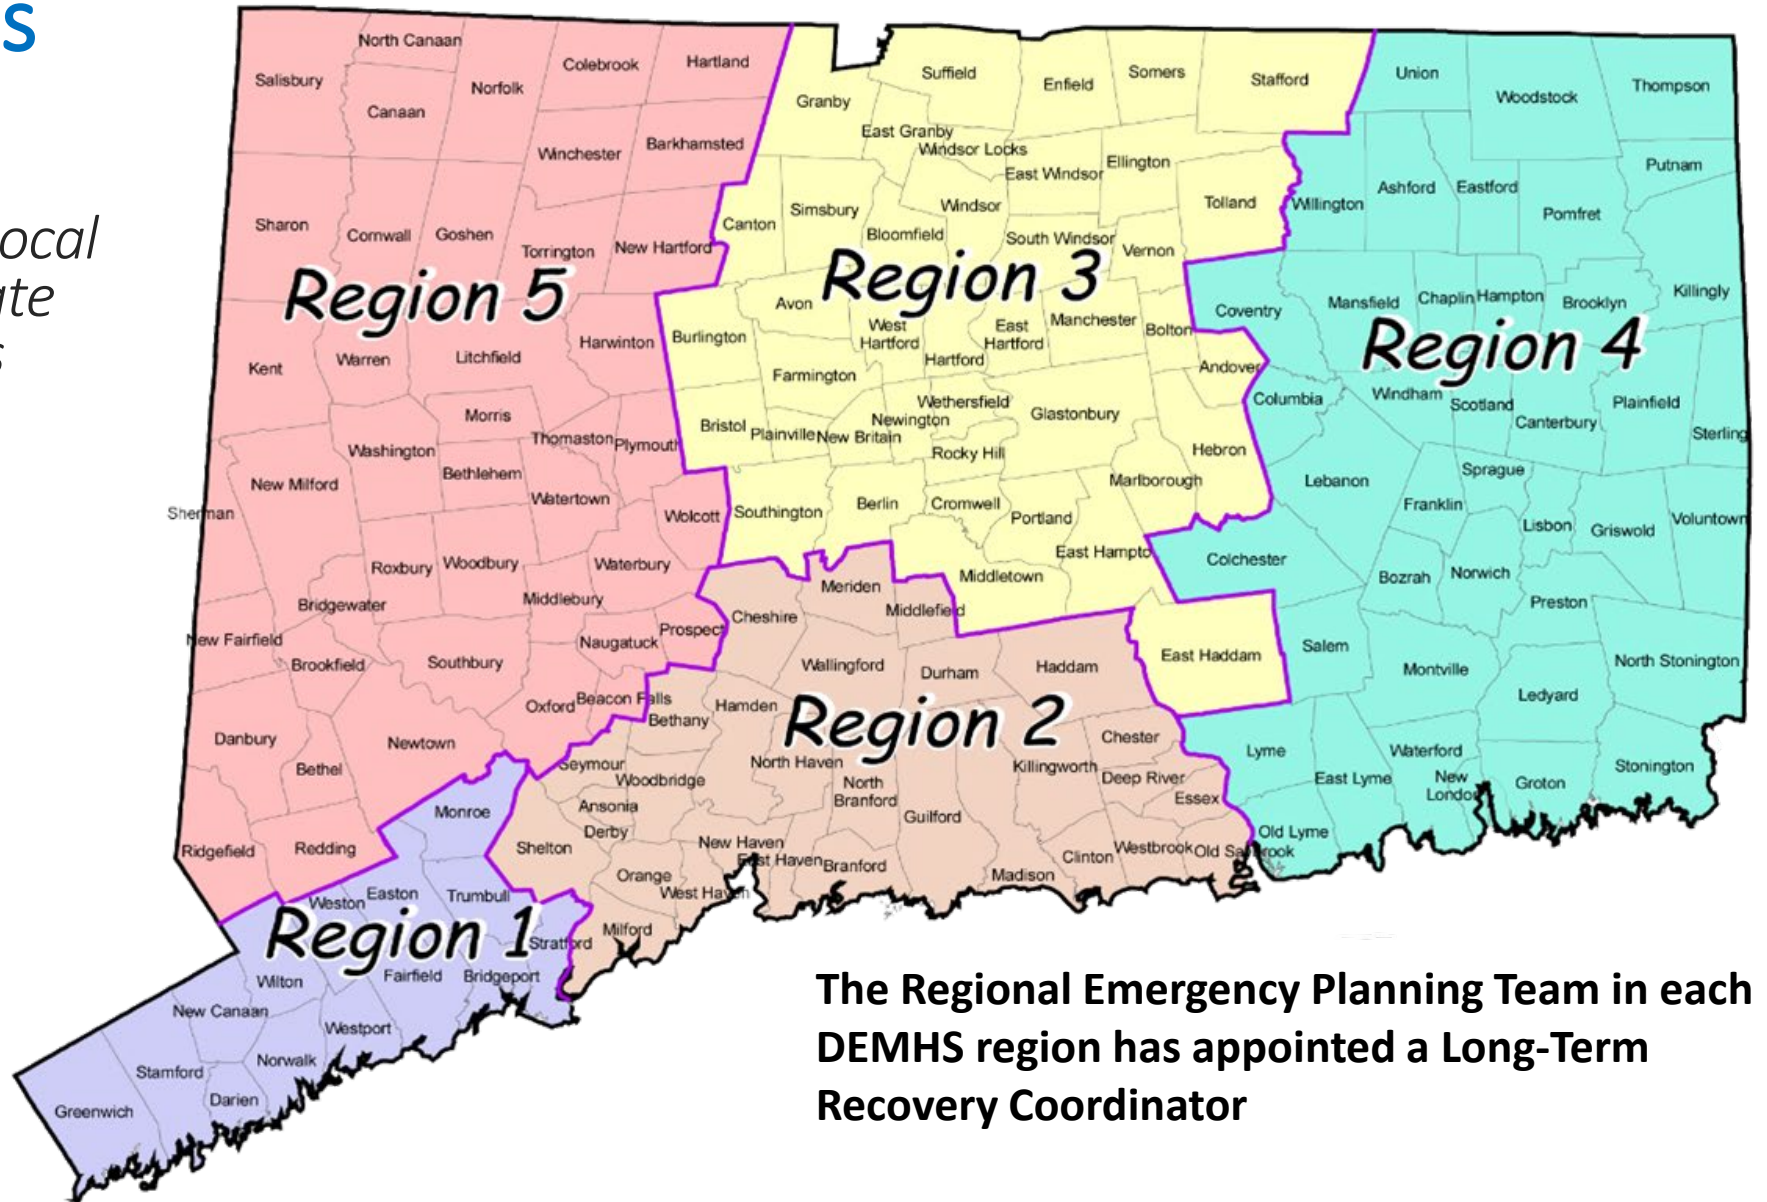 s
ocal
ate
s
North Canaan
Colebrook
Hartland
Salisbury
Norfolk
Canaan
Winchester
Barkhamsted
Sharon
Cornwall
Goshen
Torrington
New Hartford
Region 5
Harwinton
Kent
Warren
Litchfield
Morris
Washington
Thomaston
Plymouth
Bethlehem
New Milford
Watertown
Sherman
Wolcott
Roxbury
Woodbury
Waterbury
Bridgewater
Middlebury
New Fairfield
Naugatuck
Prospect
Brookfield
Southbury
Oxford
Beacon Falls
Danbury
Newtown
Bethel
Ridgefield
Redding
Suffield
Enfield
Somers
Stafford
Granby
East Granby
Windsor Locks
East Windsor
Ellington
Tolland
Canton
Simsbury
Windsor
Bloomfield
South Windsor
Vernon
Region 3
Avon
West
Hartford
East
Hartford
Manchester
Bolton
Burlington
Hartford
Farmington
Andover
Wethersfield
Newington
Glastonbury
Bristol
Plainville
New Britain
Rocky Hill
Hebron
Marlborough
Southington
Berlin
Cromwell
Portland
East Hampto
Middletown
East Haddam
Union
Woodstock
Thompson
Putnam
Ashford
Eastford
Willington
Pomfret
Coventry
Mansfield
Chaplin
Hampton
Brooklyn
Killingly
Region 4
Columbia
Windham
Scotland
Canterbury
Plainfield
Sterling
Lebanon
Sprague
Franklin
Lisbon
Griswold
Voluntown
Colchester
Bozrah
Norwich
Preston
Salem
Montville
North Stonington
Ledyard
Lyme
East Lyme
Waterford
New
London
Groton
Stonington
Old Lyme
Meriden
Cheshire
Middlefield
Wallingford
Durham
Haddam
Bethany
Hamden
Region 2
Chester
Seymour
Woodbridge
North Haven
North
Branford
Killingworth
Deep River
Essex
Ansonia
Derby
Guilford
Shelton
New Haven
East Haven
Branford
Clinton
Westbrook
Old Saybrook
Orange
West Haven
Madison
Milford
Monroe
Weston
Easton
Trumbull
Region 1
Stratford
Wilton
Fairfield
Bridgeport
New Canaan
Westport
Norwalk
Stamford
Darien
Greenwich
The Regional Emergency Planning Team in each
DEMHS region has appointed a Long-Term
Recovery Coordinator